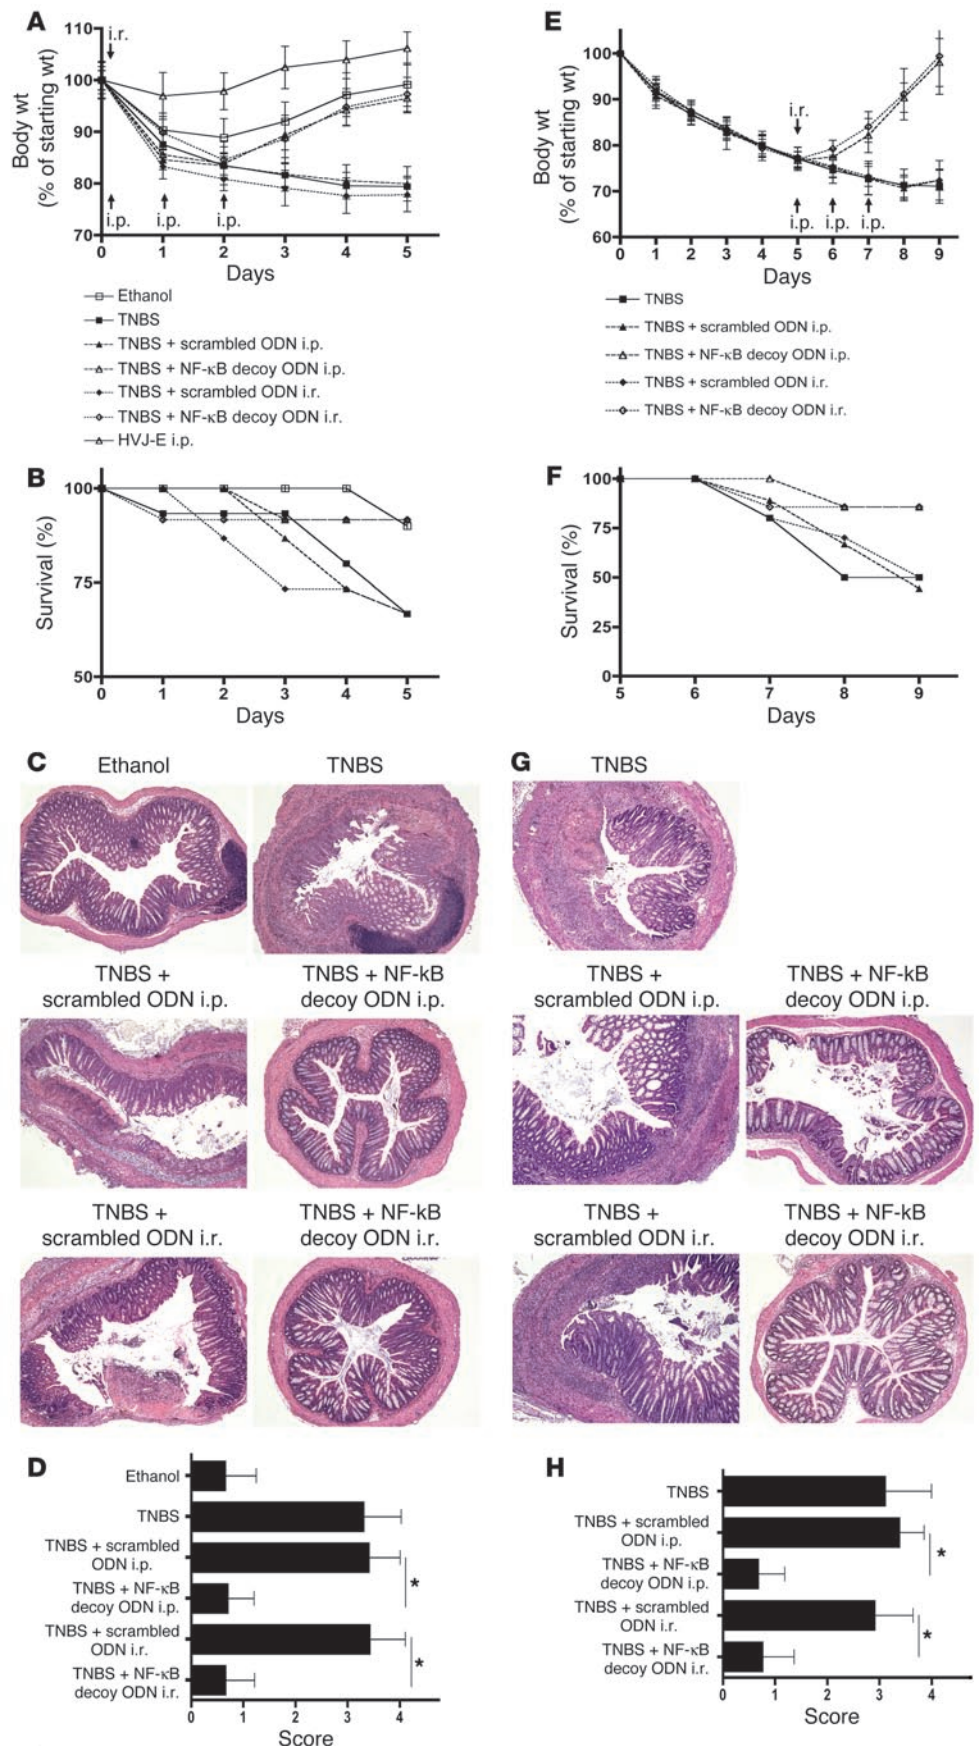 A
110
100
90
80
70
Body wt
(% of starting wt)
i.r.
i.p.
i.p.
i.p.
0
1
2
3
4
5
Days
Ethanol
TNBS
TNBS + scrambled ODN i.p.
TNBS + NF-κB decoy ODN i.p.
TNBS + scrambled ODN i.r.
TNBS + NF-κB decoy ODN i.r.
HVJ-E i.p.
B
100
75
50
Survival (%)
0
1
2
3
4
5
Days
C
Ethanol
TNBS
TNBS +
scrambled ODN i.p.
TNBS + NF-kB
decoy ODN i.p.
TNBS +
scrambled ODN i.r.
TNBS + NF-kB
decoy ODN i.r.
D
Ethanol
TNBS
TNBS + scrambled
ODN i.p.
TNBS + NF-κB
decoy ODN i.p.
TNBS + scrambled
ODN i.r.
TNBS + NF-κB
decoy ODN i.r.
*
*
0
1
2
3
4
Score
E
100
90
80
70
60
Body wt
(% of starting wt)
i.r.
i.p.
i.p.
i.p.
0
1
2
3
4
5
6
7
8
9
Days
TNBS
TNBS + scrambled ODN i.p.
TNBS + NF-κB decoy ODN i.p.
TNBS + scrambled ODN i.r.
TNBS + NF-κB decoy ODN i.r.
F
100
75
50
25
0
Survival (%)
5
6
7
8
9
Days
G
TNBS
TNBS +
scrambled ODN i.p.
TNBS + NF-kB
decoy ODN i.p.
TNBS +
scrambled ODN i.r.
TNBS + NF-kB
decoy ODN i.r.
H
TNBS
TNBS + scrambled
ODN i.p.
TNBS + NF-κB
decoy ODN i.p.
TNBS + scrambled
ODN i.r.
TNBS + NF-κB
decoy ODN i.r.
*
*
0
1
2
3
4
Score